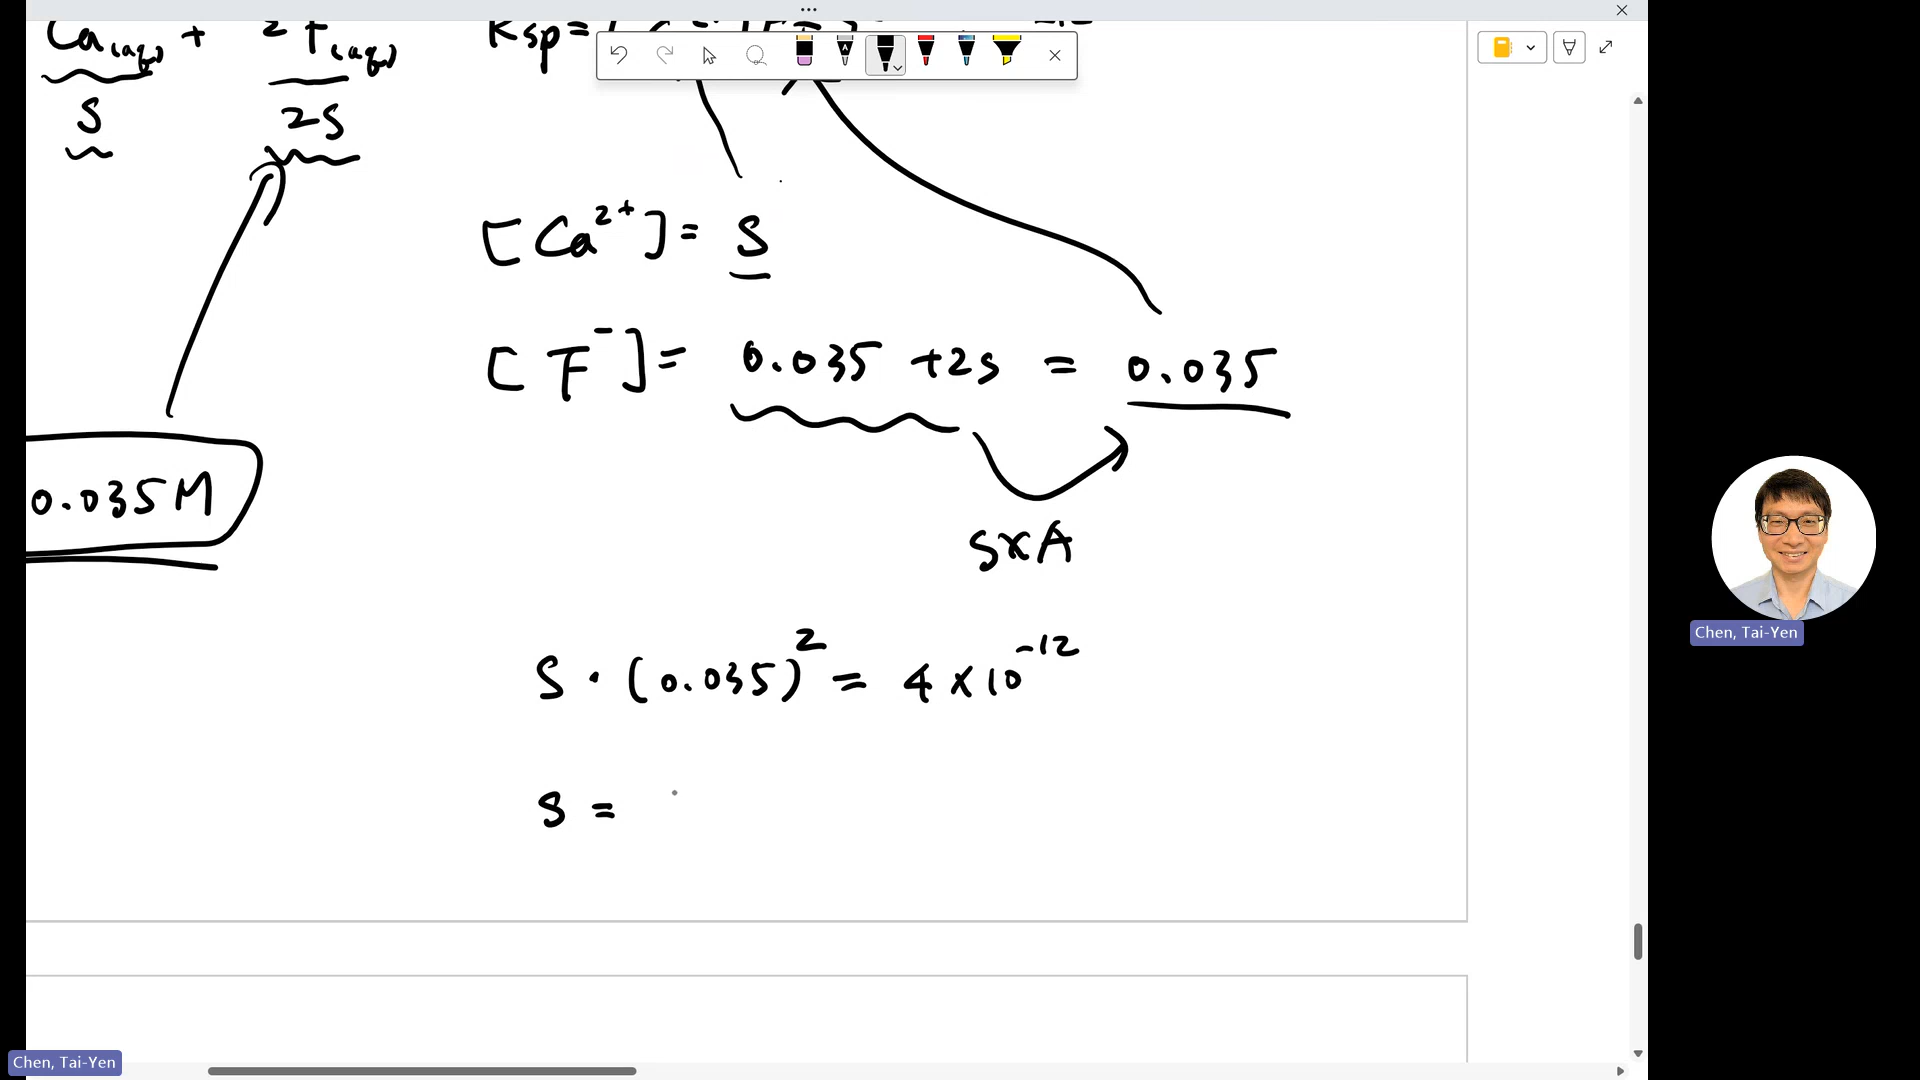 Ca(aq) + 2F(aq)
Ksp =
S 2S
[Ca²⁺] = S
[F⁻] = 0.035 + 2s = 0.035
0.035M
SxA
S · (0.035)² = 4 × 10⁻¹²
S =
Chen, Tai-Yen
Chen, Tai-Yen